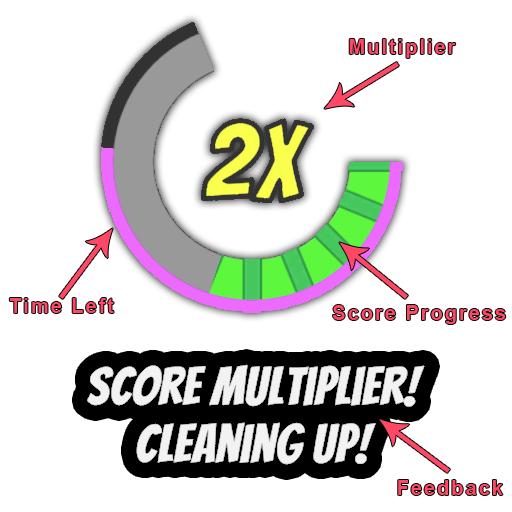 Multiplier
2X
Time Left
Score Progress
SCORE MULTIPLIER!
CLEANING UP!
Feedback